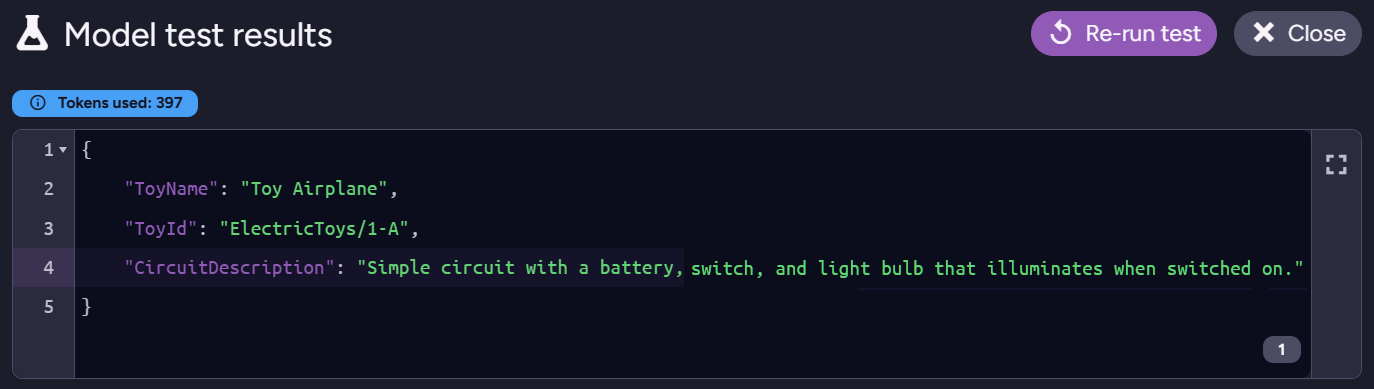 Model test results
Re-run test
Close
Tokens used: 397
1 {
2 "ToyName": "Toy Airplane",
3 "ToyId": "ElectricToys/1-A",
4 "CircuitDescription": "Simple circuit with a battery, switch, and light bulb that illuminates when switched on."
5 }
1